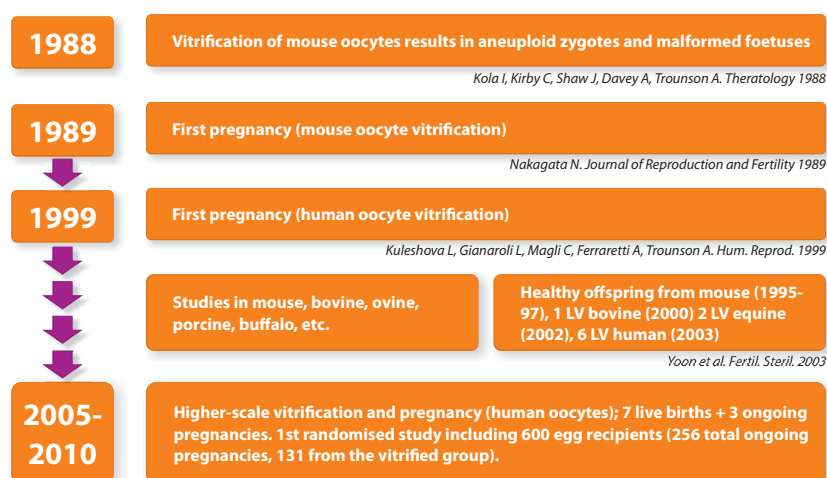 1988
Vitrification of mouse oocytes results in aneuploid zygotes and malformed foetuses
Kola I, Kirby C, Shaw J, Davey A, Trounson A. Theratology 1988
1989
First pregnancy (mouse oocyte vitrification)
Nakagata N. Journal of Reproduction and Fertility 1989
1999
First pregnancy (human oocyte vitrification)
Kuleshova L, Gianaroli L, Magli C, Ferraretti A, Trounson A. Hum. Reprod. 1999
Studies in mouse, bovine, ovine,
porcine, buffalo, etc.
Healthy offspring from mouse (1995-
97), 1 LV bovine (2000) 2 LV equine
(2002), 6 LV human (2003)
Yoon et al. Fertil. Steril. 2003
2005-
2010
Higher-scale vitrification and pregnancy (human oocytes); 7 live births + 3 ongoing
pregnancies. 1st randomised study including 600 egg recipients (256 total ongoing
pregnancies, 131 from the vitrified group).